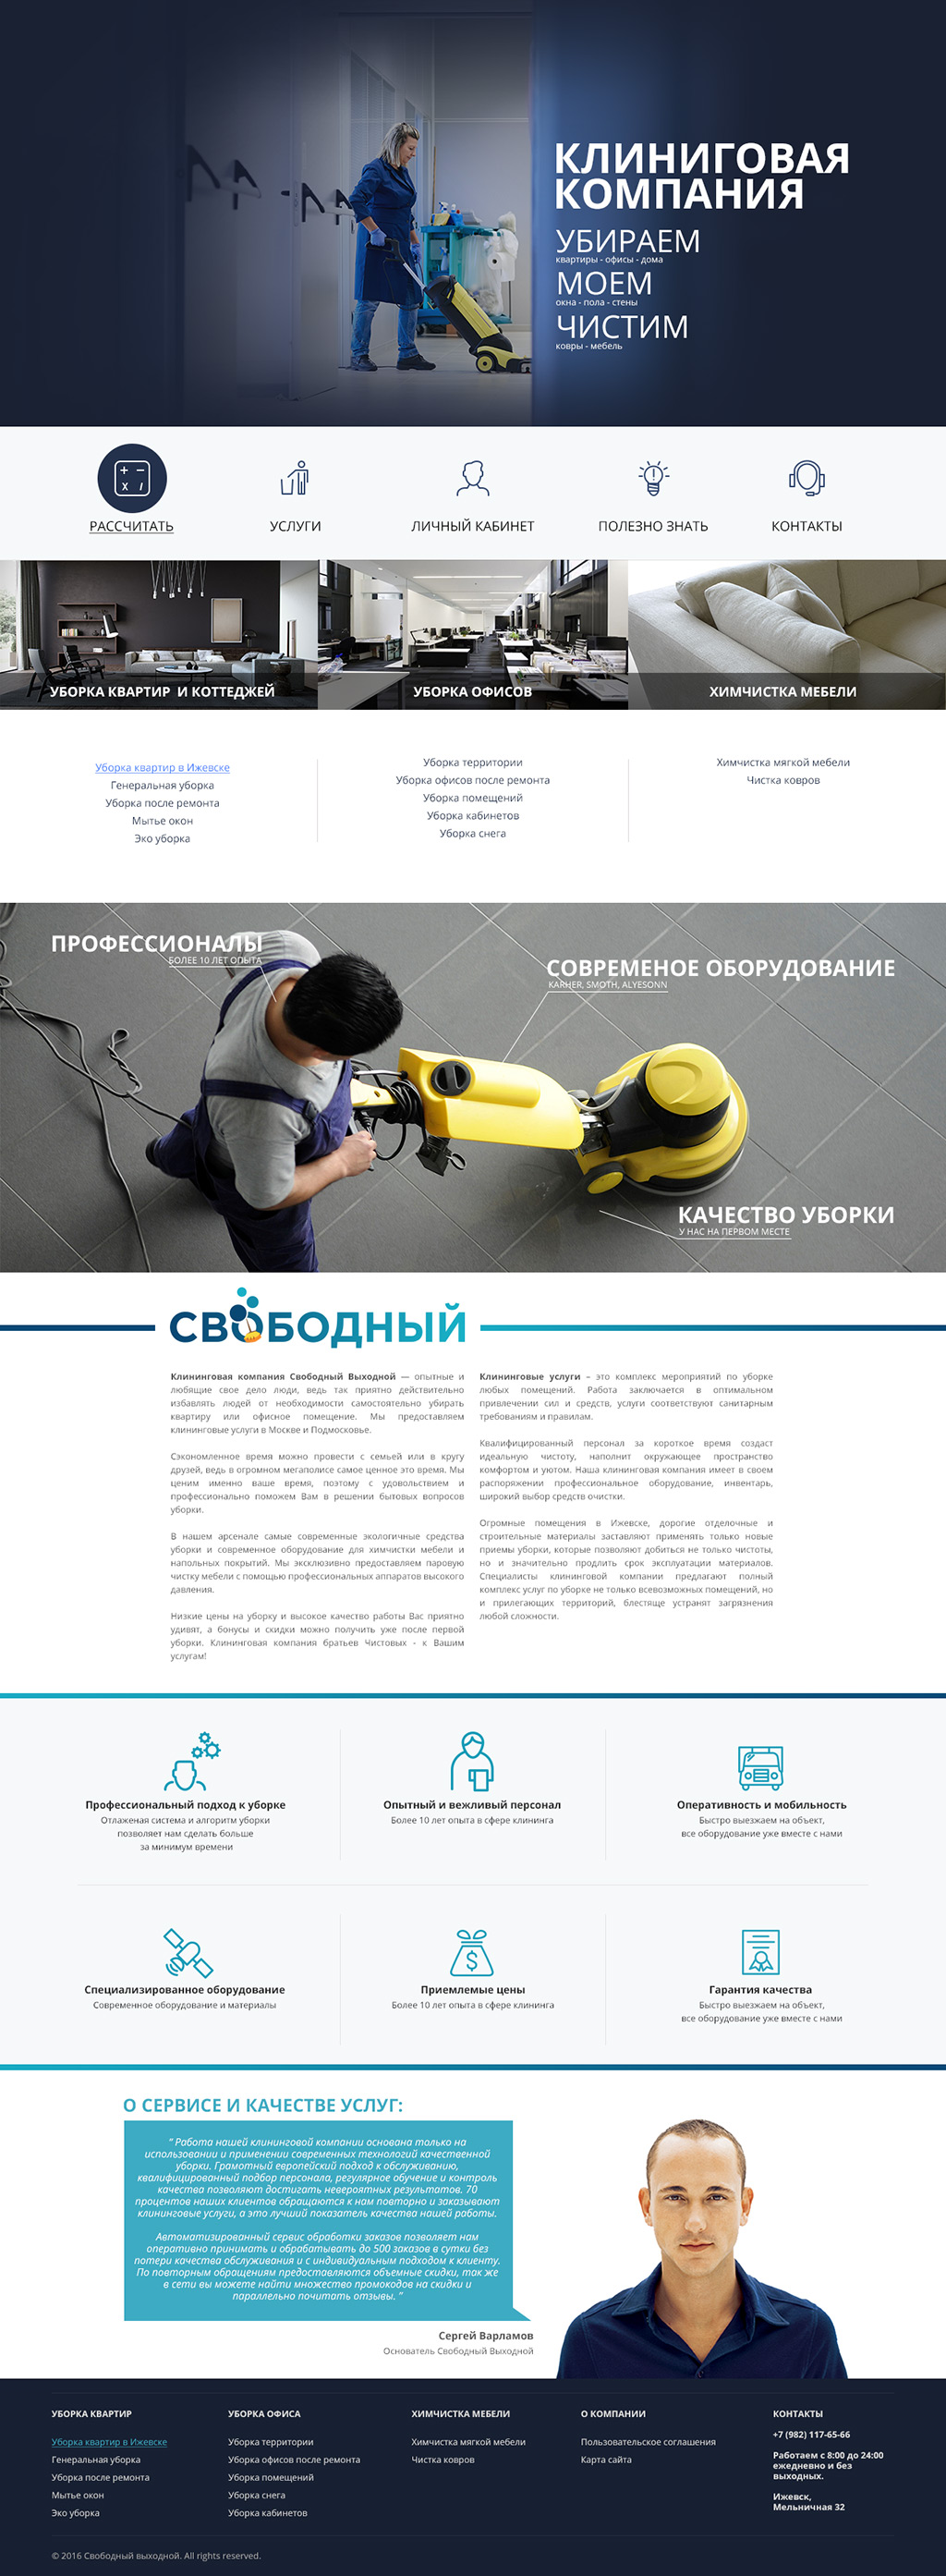 КЛИНИГОВАЯ
КОМПАНИЯ
УБИРАЕМ
квартиры - офисы - дома
МОЕМ
окна - пола - стены
ЧИСТИМ
ковры - мебель
РАССЧИТАТЬ
УСЛУГИ
ЛИЧНЫЙ КАБИНЕТ
ПОЛЕЗНО ЗНАТЬ
КОНТАКТЫ
УБОРКА КВАРТИР И КОТТЕДЖЕЙ
УБОРКА ОФИСОВ
ХИМЧИСТКА МЕБЕЛИ
Уборка квартир в Ижевске
Генеральная уборка
Уборка после ремонта
Мытье окон
Эко уборка
Уборка территории
Уборка офисов после ремонта
Уборка помещений
Уборка кабинетов
Уборка снега
Химчистка мягкой мебели
Чистка ковров
ПРОФЕССИОНАЛЫ
БОЛЕЕ 10 ЛЕТ ОПЫТА
СОВРЕМЕНОЕ ОБОРУДОВАНИЕ
KARHER, SMOTH, ALYESONN
КАЧЕСТВО УБОРКИ
У НАС НА ПЕРВОМ МЕСТЕ
СВОБОДНЫЙ
Клининговая компания Свободный Выходной — опытные и
любящие свое дело люди, ведь так приятно действительно
избавлять людей от необходимости самостоятельно убирать
квартиру или офисное помещение. Мы предоставляем
клининговые услуги в Москве и Подмосковье.
Сэкономленное время можно провести с семьей или в кругу
друзей, ведь в огромном мегаполисе самое ценное это время. Мы
ценим именно ваше время, поэтому с удовольствием и
профессионально поможем Вам в решении бытовых вопросов
уборки.
В нашем арсенале самые современные экологичные средства
уборки и современное оборудование для химчистки мебели и
напольных покрытий. Мы эксклюзивно предоставляем паровую
чистку мебели с помощью профессиональных аппаратов высокого
давления.
Низкие цены на уборку и высокое качество работы Вас приятно
удивят, а бонусы и скидки можно получить уже после первой
уборки. Клининговая компания братьев Чистовых - к Вашим
услугам!
Клининговые услуги – это комплекс мероприятий по уборке
любых помещений. Работа заключается в оптимальном
привлечении сил и средств, услуги соответствуют санитарным
требованиям и правилам.
Квалифицированный персонал за короткое время создаст
идеальную чистоту, наполнит окружающее пространство
комфортом и уютом. Наша клининговая компания имеет в своем
распоряжении профессиональное оборудование, инвентарь,
широкий выбор средств очистки.
Огромные помещения в Ижевске, дорогие отделочные и
строительные материалы заставляют применять только новые
приемы уборки, которые позволяют добиться не только чистоты,
но и значительно продлить срок эксплуатации материалов.
Специалисты клининговой компании предлагают полный
комплекс услуг по уборке не только всевозможных помещений, но
и прилегающих территорий, блестяще устранят загрязнения
любой сложности.
Профессиональный подход к уборке
Отлаженая система и алгоритм уборки
позволяет нам сделать больше
за минимум времени
Опытный и вежливый персонал
Более 10 лет опыта в сфере клининга
Оперативность и мобильность
Быстро выезжаем на объект,
все оборудование уже вместе с нами
Специализированное оборудование
Современное оборудование и материалы
$
Приемлемые цены
Более 10 лет опыта в сфере клининга
Гарантия качества
Быстро выезжаем на объект,
все оборудование уже вместе с нами
О СЕРВИСЕ И КАЧЕСТВЕ УСЛУГ:
" Работа нашей клининговой компании основана только на
использовании и применении современных технологий качественной
уборки. Грамотный европейский подход к обслуживанию,
квалифицированный подбор персонала, регулярное обучение и контроль
качества позволяют достигать невероятных результатов. 70
процентов наших клиентов обращаются к нам повторно и заказывают
клининговые услуги, а это лучший показатель качества нашей работы.
Автоматизированный сервис обработки заказов позволяет нам
оперативно принимать и обрабатывать до 500 заказов в сутки без
потери качества обслуживания и с индивидуальным подходом к клиенту.
По повторным обращениям предоставляются объемные скидки, так же
в сети вы можете найти множество промокодов на скидки и
параллельно почитать отзывы. "
Сергей Варламов
Основатель Свободный Выходной
УБОРКА КВАРТИР
Уборка квартир в Ижевске
Генеральная уборка
Уборка после ремонта
Мытье окон
Эко уборка
УБОРКА ОФИСА
Уборка территории
Уборка офисов после ремонта
Уборка помещений
Уборка снега
Уборка кабинетов
ХИМЧИСТКА МЕБЕЛИ
Химчистка мягкой мебели
Чистка ковров
О КОМПАНИИ
Пользовательское соглашения
Карта сайта
КОНТАКТЫ
+7 (982) 117-65-66
Работаем с 8:00 до 24:00
ежедневно и без
выходных.
Ижевск,
Мельничная 32
© 2016 Свободный выходной. All rights reserved.